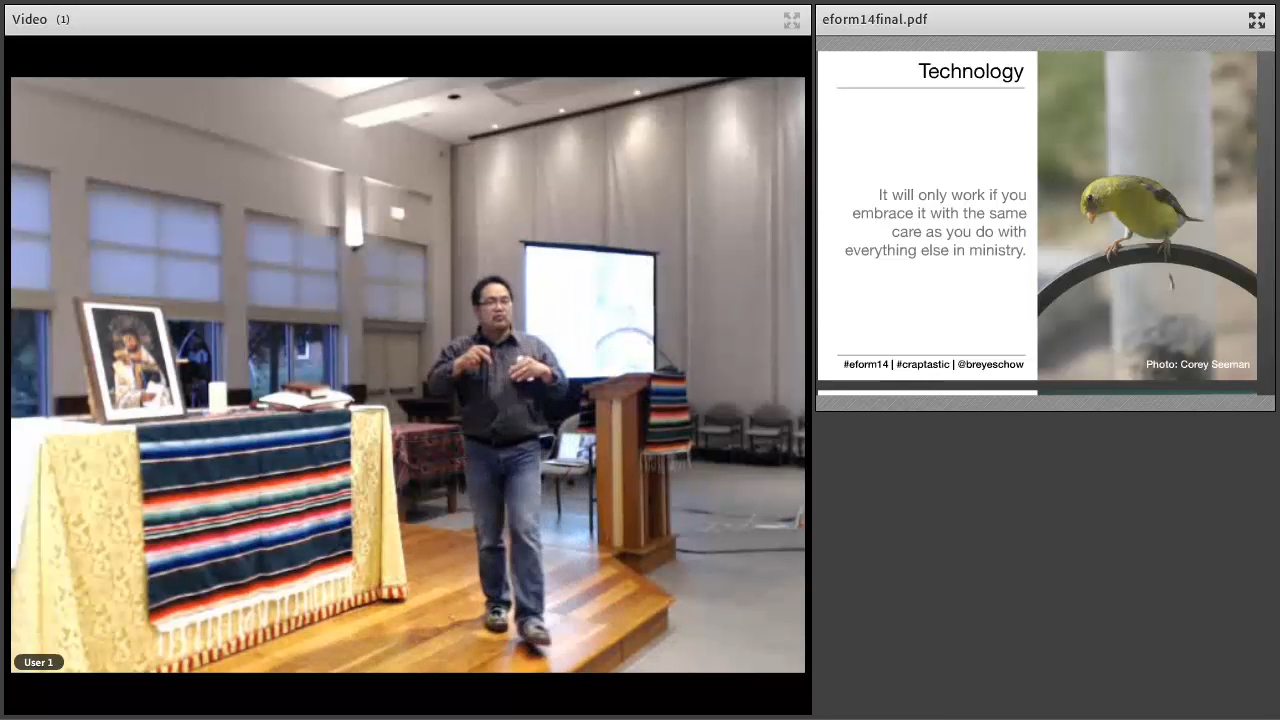 Video (1)
eform14final.pdf
Technology
It will only work if you
embrace it with the same
care as you do with
everything else in ministry.
#eform14 | #craptastic | @breyeschow
Photo: Corey Seeman
User 1